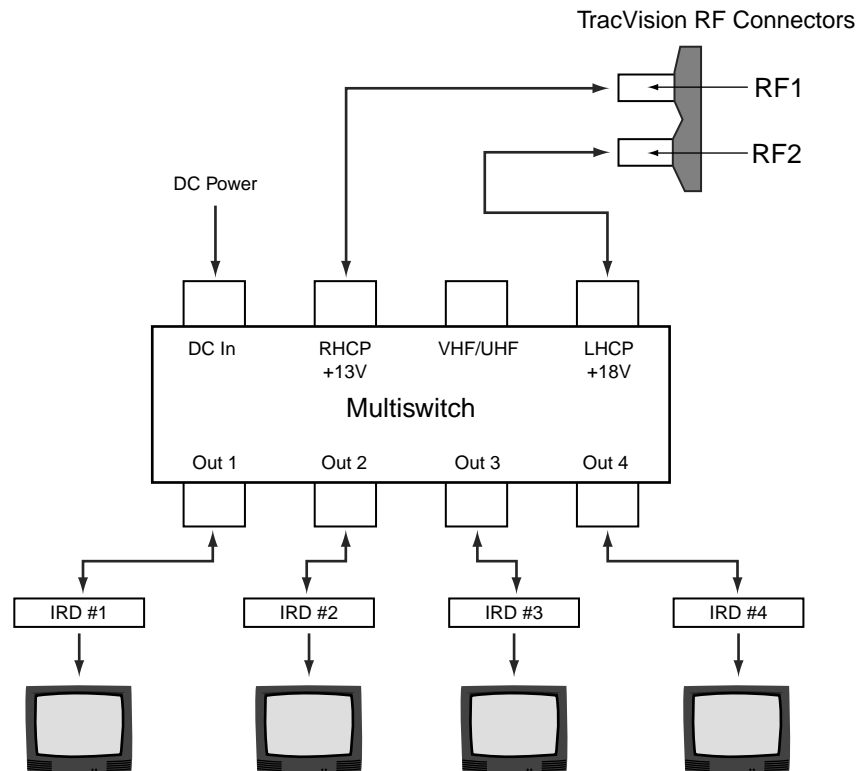 TracVision RF Connectors
RF1
RF2
DC Power
DC In
RHCP
+13V
VHF/UHF
LHCP
+18V
Multiswitch
Out 1
Out 2
Out 3
Out 4
IRD #1
IRD #2
IRD #3
IRD #4